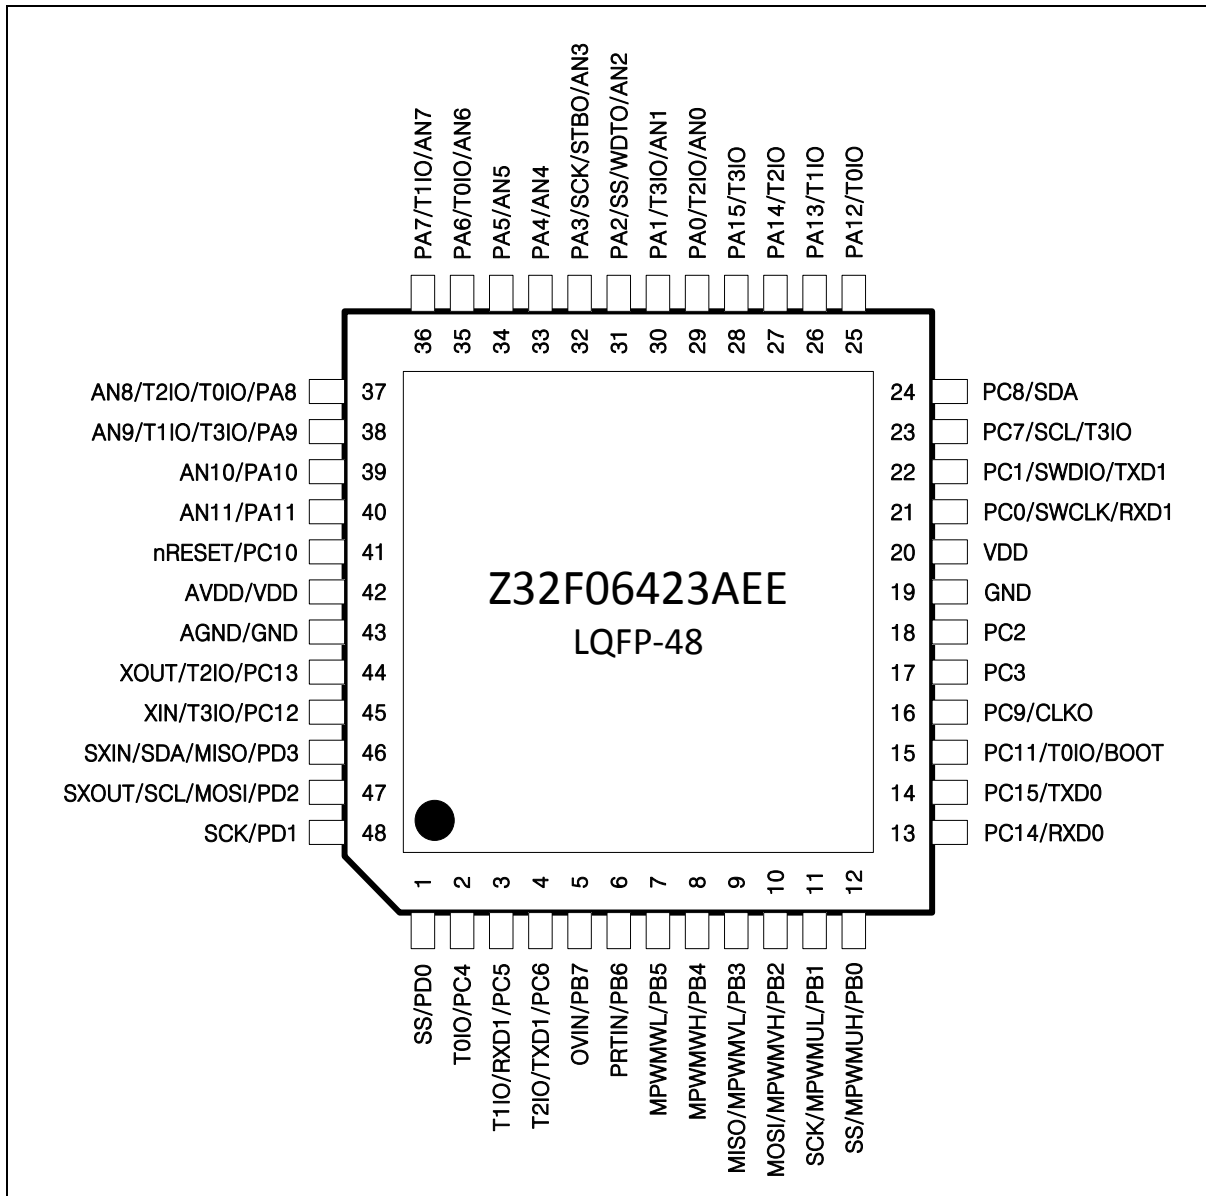 PA7/T1IO/AN7
PA6/T0IO/AN6
PA5/AN5
PA4/AN4
PA3/SCK/STBO/AN3
PA2/SS/WDTO/AN2
PA1/T3IO/AN1
PA0/T2IO/AN0
PA15/T3IO
PA14/T2IO
PA13/T1IO
PA12/T0IO
36
35
34
33
32
31
30
29
28
27
26
25
AN8/T2IO/T0IO/PA8 37
AN9/T1IO/T3IO/PA9 38
AN10/PA10 39
AN11/PA11 40
nRESET/PC10 41
AVDD/VDD 42
AGND/GND 43
XOUT/T2IO/PC13 44
XIN/T3IO/PC12 45
SXIN/SDA/MISO/PD3 46
SXOUT/SCL/MOSI/PD2 47
SCK/PD1 48
Z32F06423AEE
LQFP-48
24 PC8/SDA
23 PC7/SCL/T3IO
22 PC1/SWDIO/TXD1
21 PC0/SWCLK/RXD1
20 VDD
19 GND
18 PC2
17 PC3
16 PC9/CLKO
15 PC11/T0IO/BOOT
14 PC15/TXD0
13 PC14/RXD0
1
2
3
4
5
6
7
8
9
10
11
12
SS/PD0
T0IO/PC4
T1IO/RXD1/PC5
T2IO/TXD1/PC6
OVIN/PB7
PRTIN/PB6
MPWMWL/PB5
MPWMWH/PB4
MISO/MPWMVL/PB3
MOSI/MPWMVH/PB2
SCK/MPWMUL/PB1
SS/MPWMUH/PB0